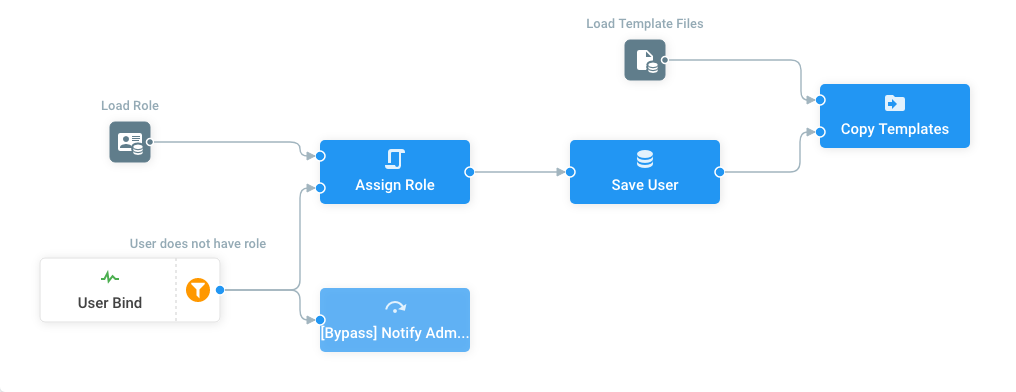 Load Template Files
Copy Templates
Load Role
Assign Role
Save User
User does not have role
User Bind
[Bypass] Notify Adm...